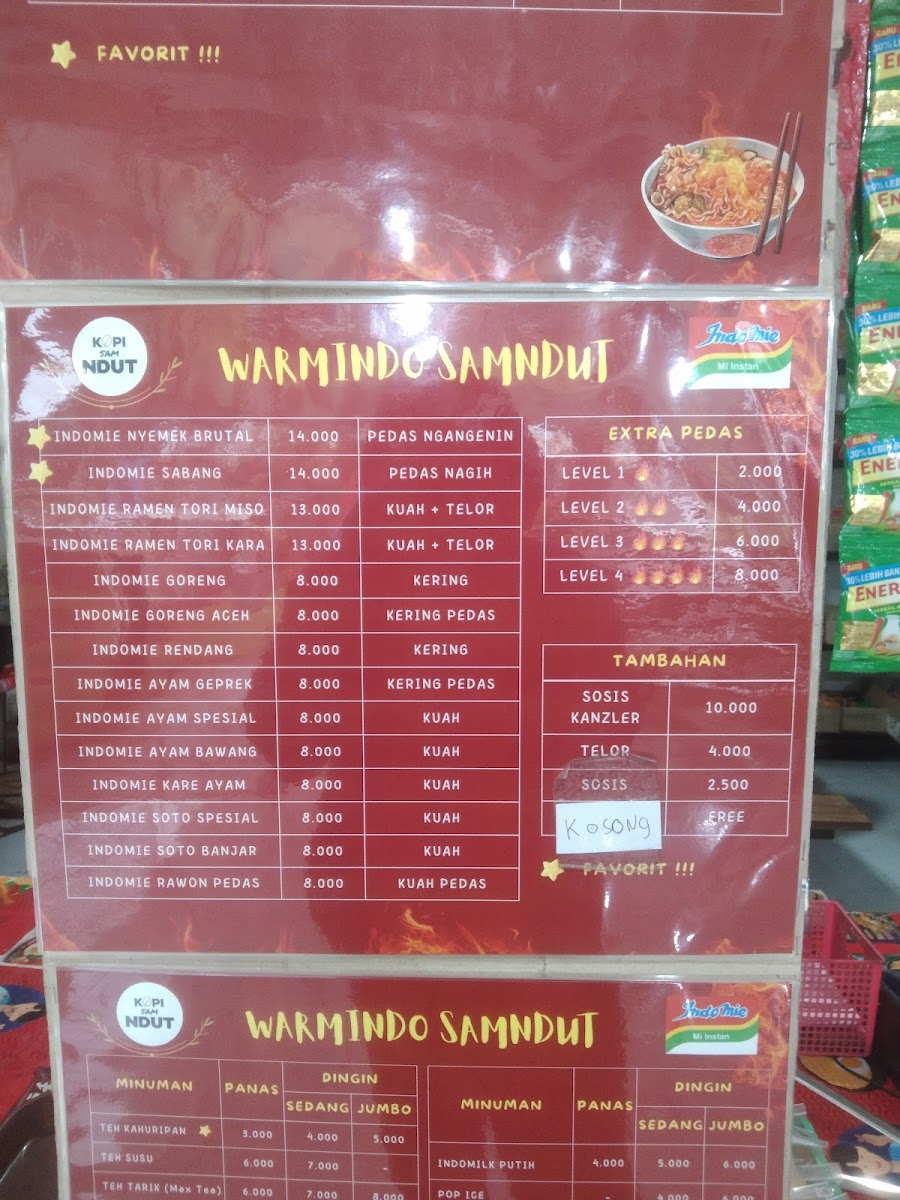 FAVORIT !!!
KOPI
SAM
NDUT
WARMINDO SAMNDUT
Indomie
Mi Instan
INDOMIE NYEMEK BRUTAL 14.000 PEDAS NGANGENIN
INDOMIE SABANG 14.000 PEDAS NAGIH
INDOMIE RAMEN TORI MISO 13.000 KUAH + TELOR
INDOMIE RAMEN TORI KARA 13.000 KUAH + TELOR
INDOMIE GORENG 8.000 KERING
INDOMIE GORENG ACEH 8.000 KERING PEDAS
INDOMIE RENDANG 8.000 KERING
INDOMIE AYAM GEPREK 8.000 KERING PEDAS
INDOMIE AYAM SPESIAL 8.000 KUAH
INDOMIE AYAM BAWANG 8.000 KUAH
INDOMIE KARE AYAM 8.000 KUAH
INDOMIE SOTO SPESIAL 8.000 KUAH
INDOMIE SOTO BANJAR 8.000 KUAH
INDOMIE RAWON PEDAS 8.000 KUAH PEDAS
EXTRA PEDAS
LEVEL 1 2.000
LEVEL 2 4.000
LEVEL 3 6.000
LEVEL 4 8.000
TAMBAHAN
SOSIS
KANZLER 10.000
TELOR 4.000
SOSIS 2.500
KOSONG FREE
FAVORIT !!!
KOPI
SAM
NDUT
WARMINDO SAMNDUT
Indomie
Mi Instan
MINUMAN PANAS DINGIN
SEDANG JUMBO
TEH KAHURIPAN 3.000 4.000 5.000
TEH SUSU 6.000 7.000 -
TEH TARIK (Max Tea) 6.000 7.000 8.000
MINUMAN PANAS DINGIN
SEDANG JUMBO
INDOMILK PUTIH 4.000 5.000 6.000
POP ICE - 4.000 6.000
BARU
30% LEBIH BAN
ENER